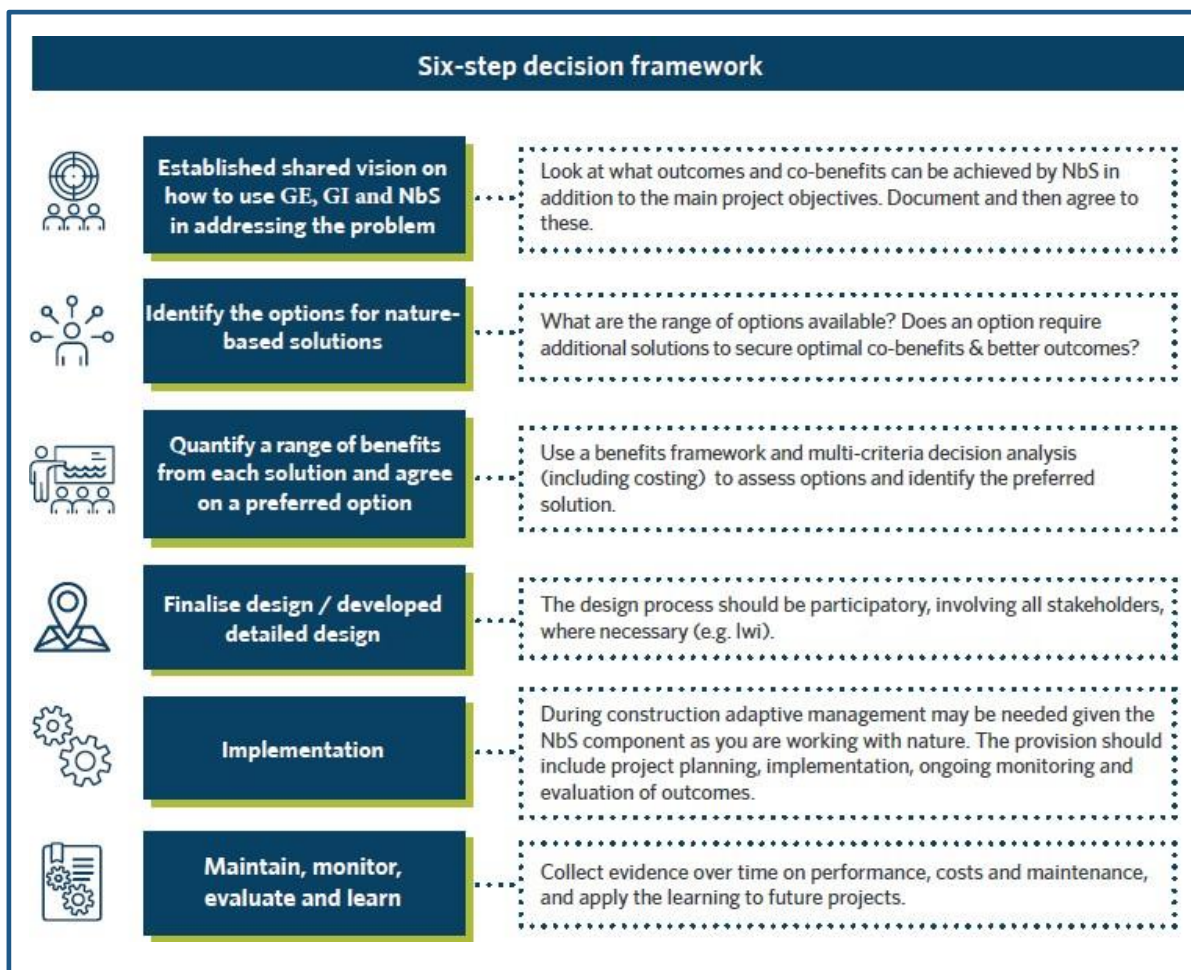 Six-step decision framework
Established shared vision on
how to use GE, GI and NbS
in addressing the problem
Look at what outcomes and co-benefits can be achieved by NbS in
addition to the main project objectives. Document and then agree to
these.
Identify the options for nature-
based solutions
What are the range of options available? Does an option require
additional solutions to secure optimal co-benefits & better outcomes?
Quantify a range of benefits
from each solution and agree
on a preferred option
Use a benefits framework and multi-criteria decision analysis
(including costing) to assess options and identify the preferred
solution.
Finalise design / developed
detailed design
The design process should be participatory, involving all stakeholders,
where necessary (e.g. Iwi).
Implementation
During construction adaptive management may be needed given the
NbS component as you are working with nature. The provision should
include project planning, implementation, ongoing monitoring and
evaluation of outcomes.
Maintain, monitor,
evaluate and learn
Collect evidence over time on performance, costs and maintenance,
and apply the learning to future projects.